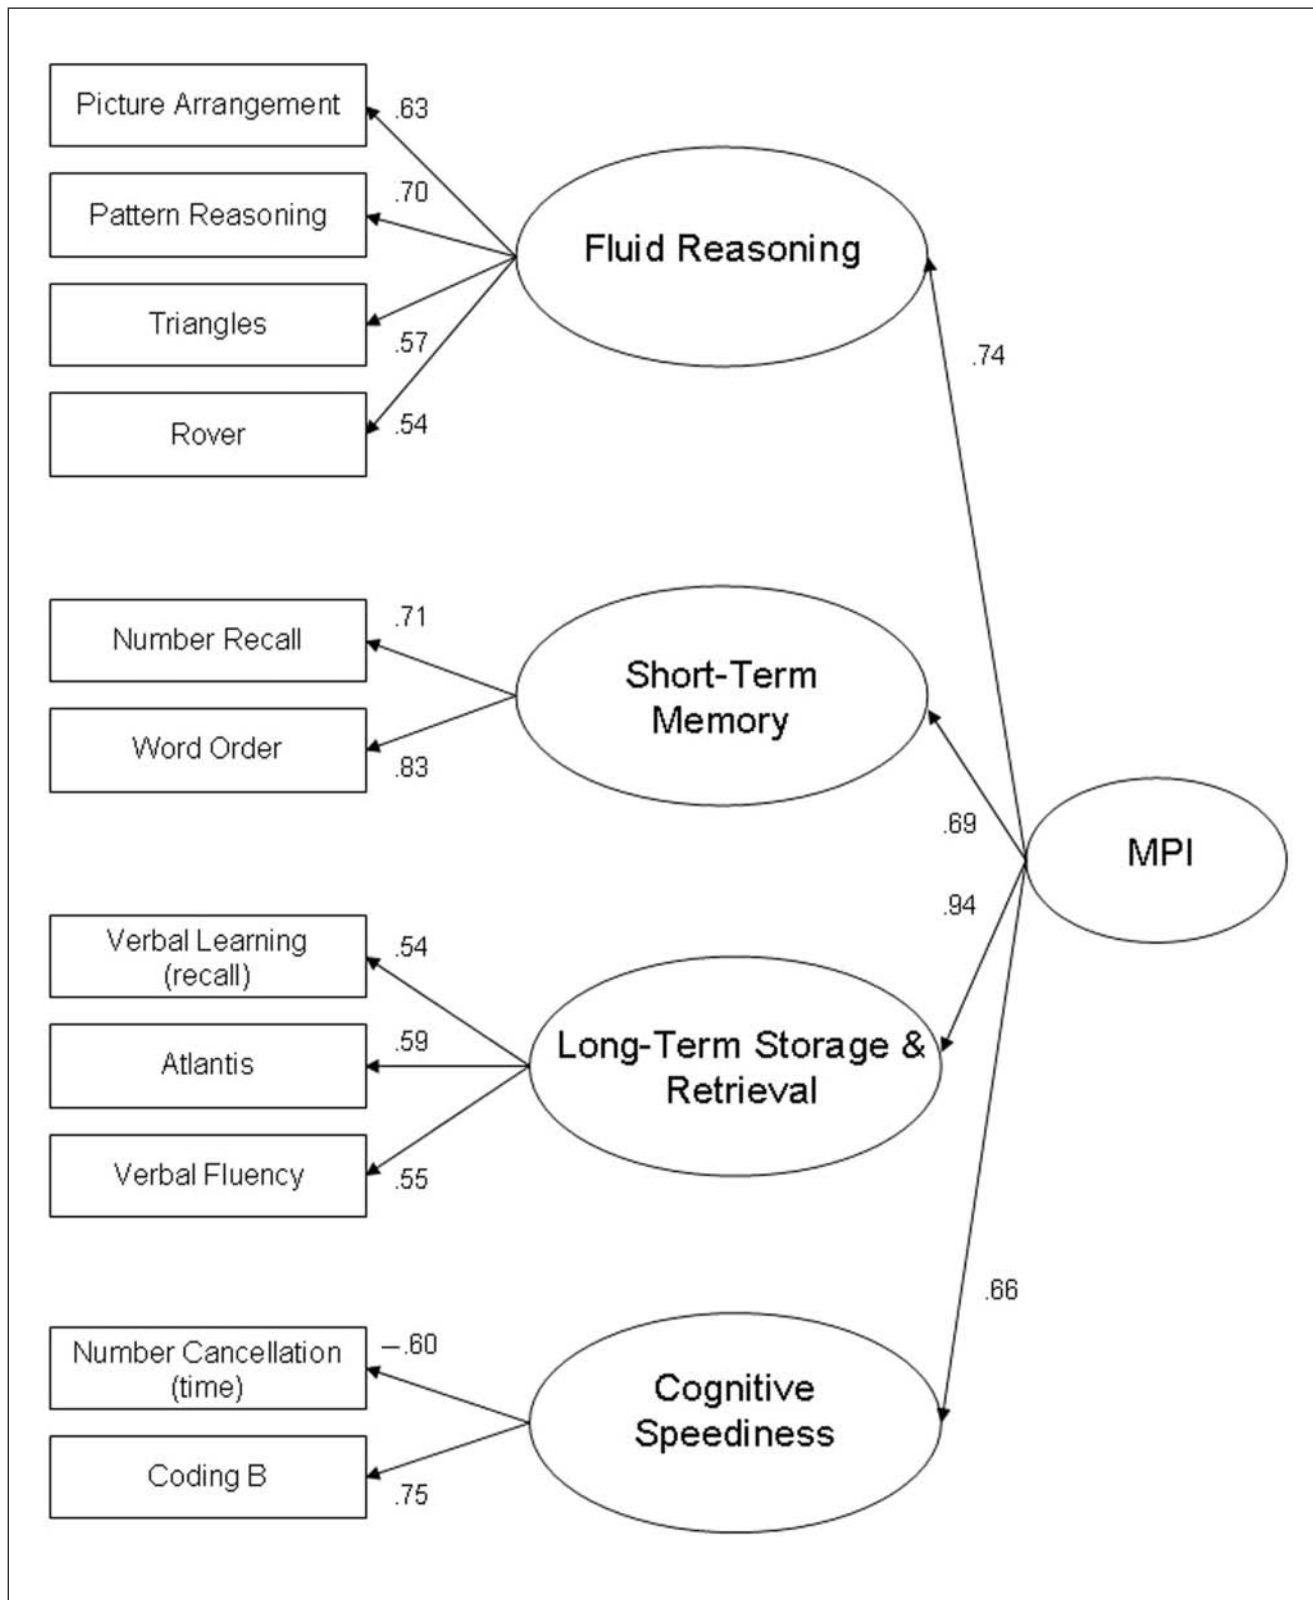 Picture Arrangement
.63
.70
Pattern Reasoning
Fluid Reasoning
Triangles
.57
.74
Rover
.54
Number Recall
.71
Short-Term
Memory
Word Order
.83
.69
MPI
.94
Verbal Learning
(recall)
.54
Atlantis
.59
Long-Term Storage &
Retrieval
Verbal Fluency
.55
.66
Number Cancellation
(time)
–.60
Cognitive
Speediness
Coding B
.75